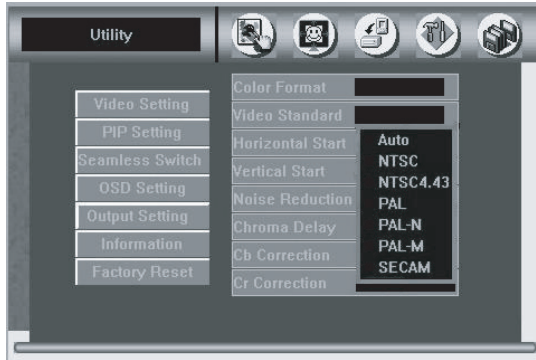 Utility
Video Setting
PIP Setting
Seamless Switch
OSD Setting
Output Setting
Information
Factory Reset
Color Format
Video Standard
Horizontal Start
Vertical Start
Noise Reduction
Chroma Delay
Cb Correction
Cr Correction
Auto
NTSC
NTSC4.43
PAL
PAL-N
PAL-M
SECAM